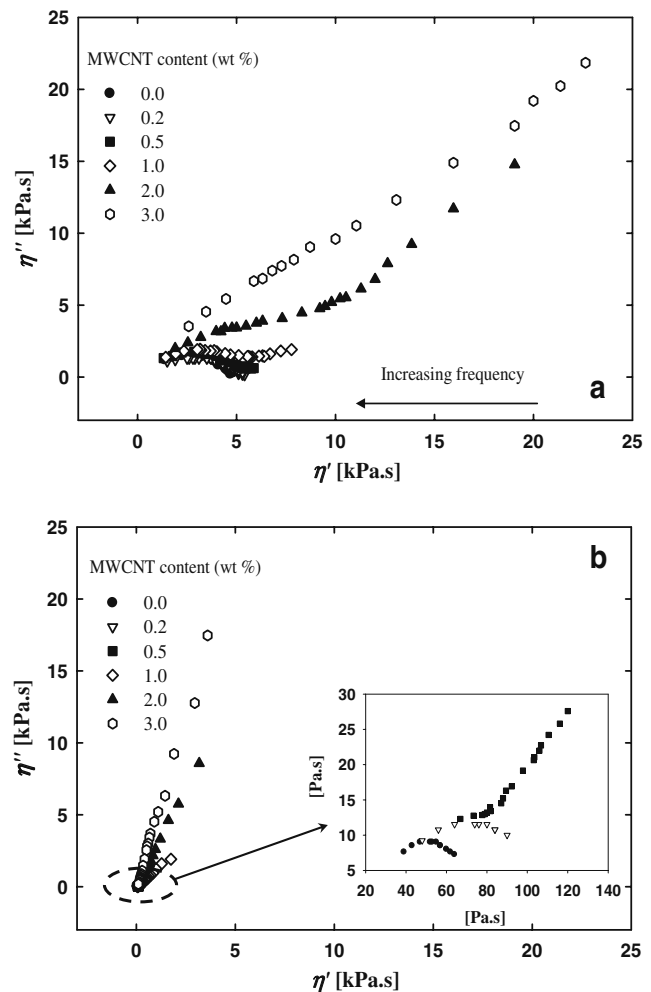 25
20
15
10
5
0
η'' [kPa.s]
MWCNT content (wt %)
0.0
0.2
0.5
1.0
2.0
3.0
Increasing frequency
a
0 5 10 15 20 25
η' [kPa.s]
25
20
15
10
5
0
η'' [kPa.s]
MWCNT content (wt %)
0.0
0.2
0.5
1.0
2.0
3.0
b
30
25
20
15
10
5
[Pa.s]
20 40 60 80 100 120 140
[Pa.s]
0 5 10 15 20 25
η' [kPa.s]